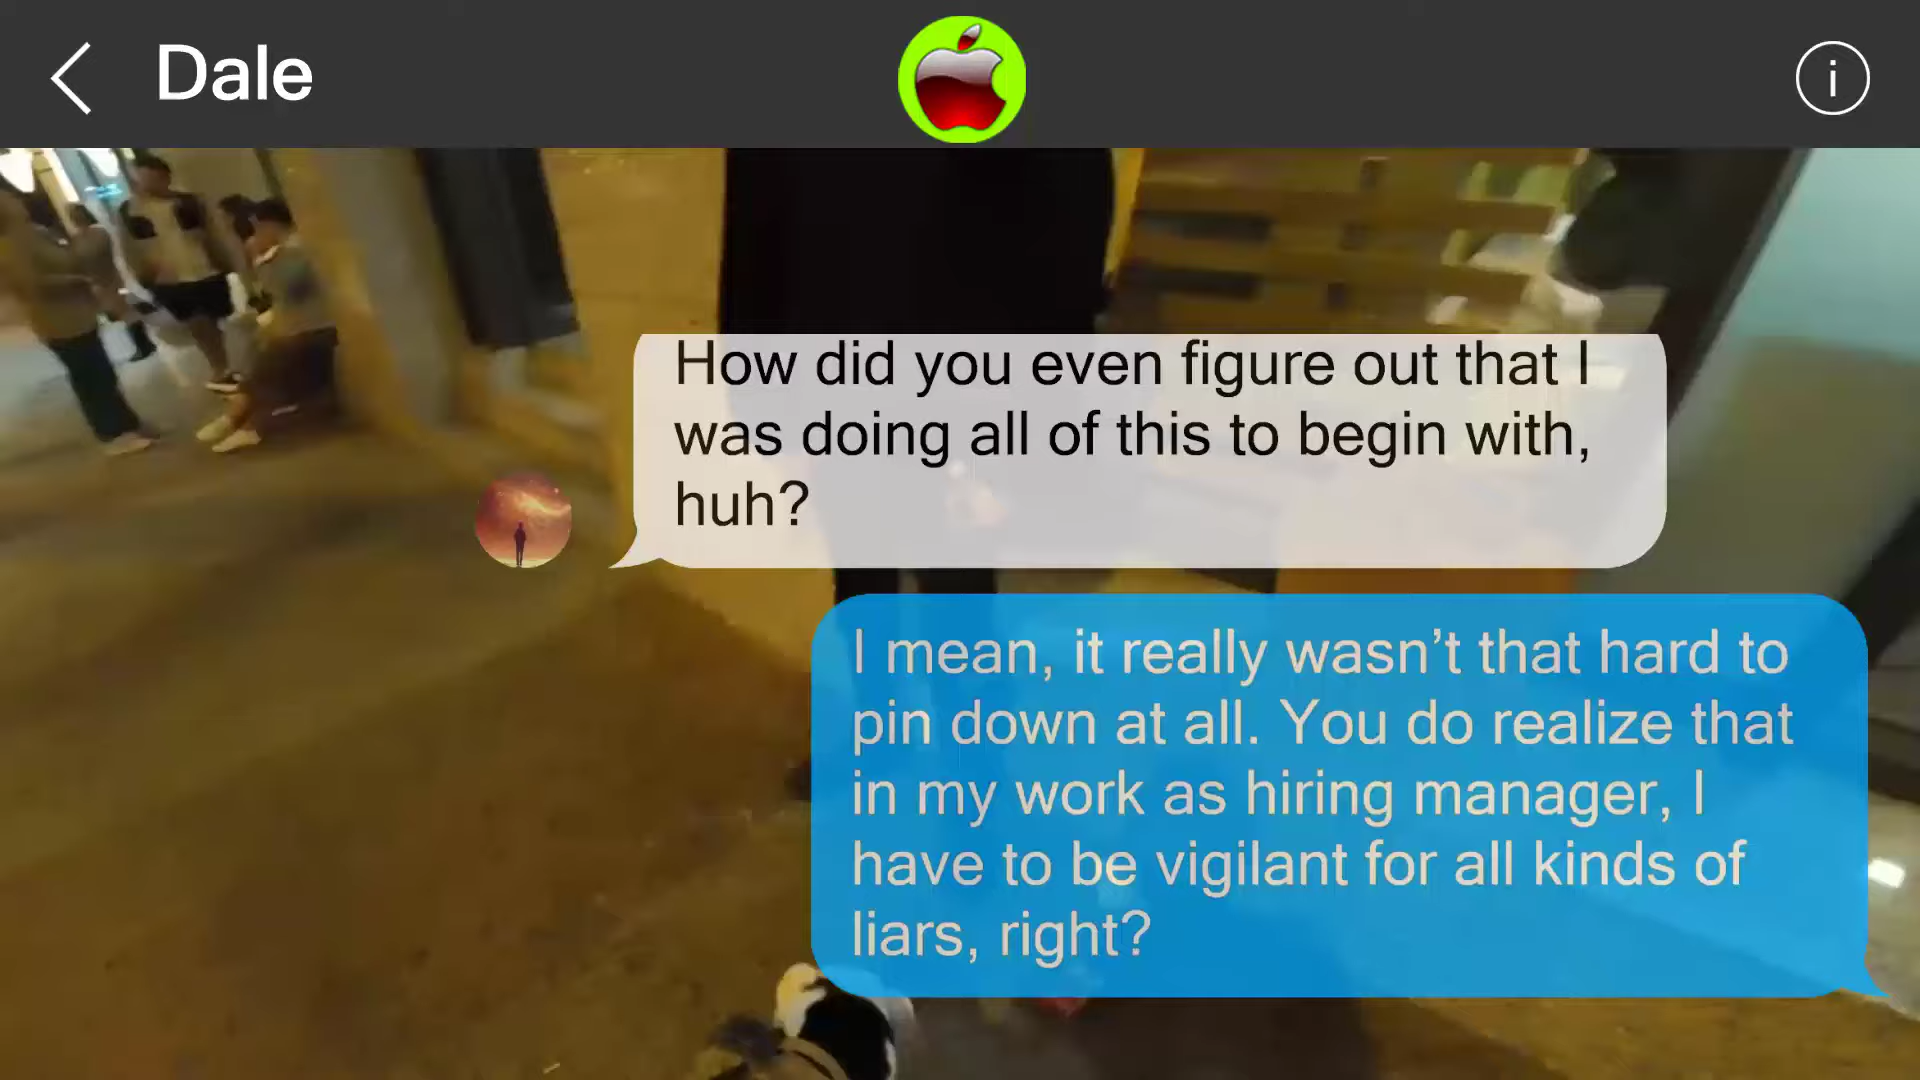 Dale
i
How did you even figure out that I
was doing all of this to begin with,
huh?
I mean, it really wasn’t that hard to
pin down at all. You do realize that
in my work as hiring manager, I
have to be vigilant for all kinds of
liars, right?